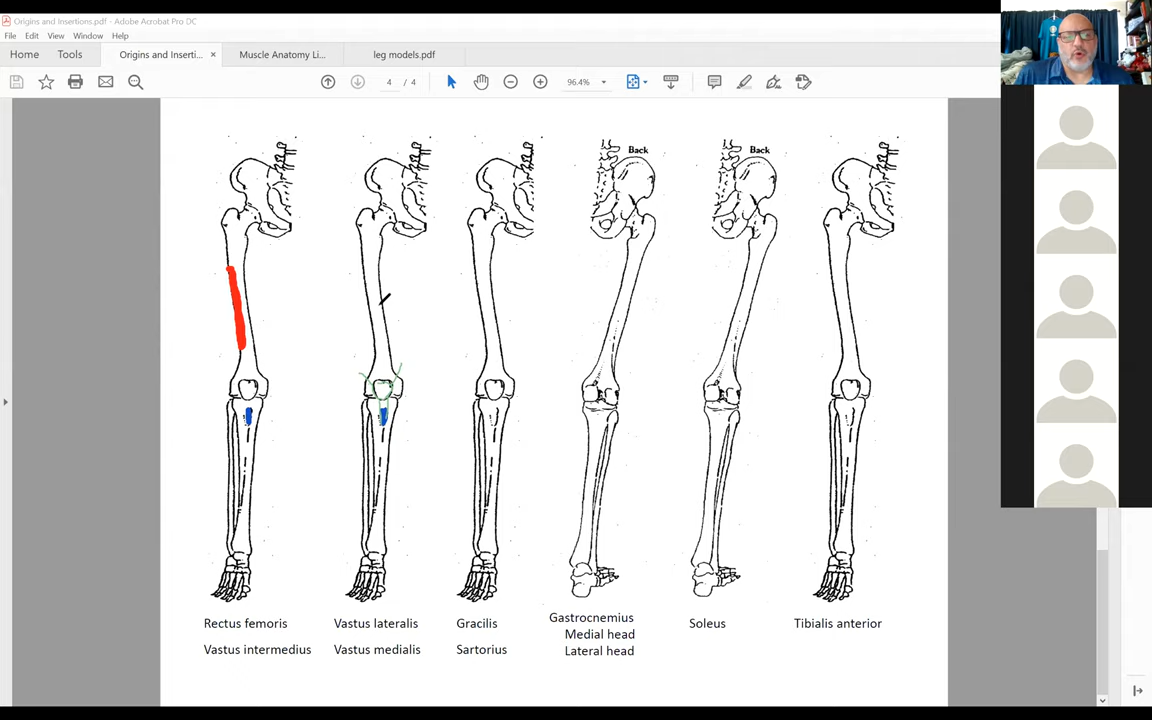 Origins and Insertions.pdf - Adobe Acrobat Pro DC
File Edit View Window Help
Home Tools Origins and Inserti... × Muscle Anatomy Li... leg models.pdf
4 / 4 96.4%
Back Back
Rectus femoris Vastus lateralis Gracilis Gastrocnemius Soleus Tibialis anterior
Medial head
Vastus intermedius Vastus medialis Sartorius Lateral head